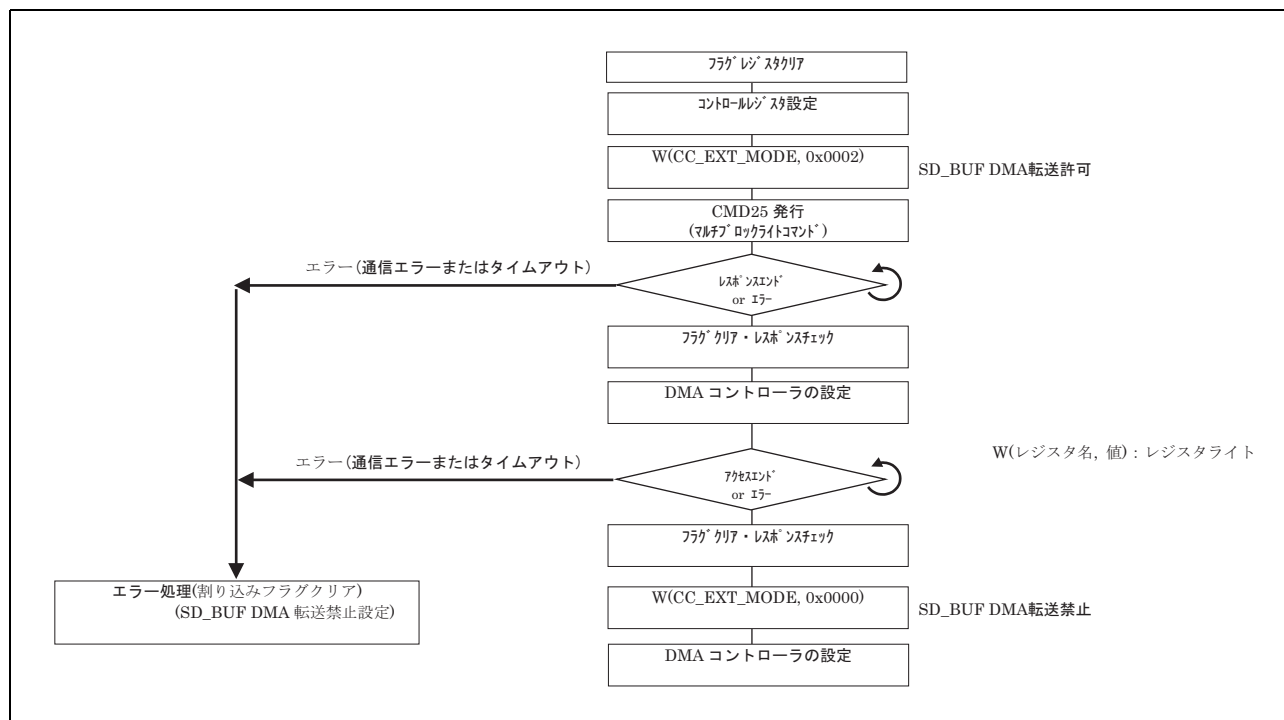 ﾌﾗｸﾞﾚｼﾞｽﾀｸﾘｱ
ｺﾝﾄﾛｰﾙﾚｼﾞｽﾀ設定
W(CC_EXT_MODE, 0x0002)
SD_BUF DMA転送許可
CMD25 発行
(ﾏﾙﾁﾌﾞﾛｯｸﾗｲﾄｺﾏﾝﾄﾞ)
エラー(通信エラーまたはタイムアウト)
ﾚｽﾎﾟﾝｽｴﾝﾄﾞ
or ｴﾗｰ
ﾌﾗｸﾞｸﾘｱ・ﾚｽﾎﾟﾝｽﾁｪｯｸ
DMA コントローラの設定
W(レジスタ名, 値)：レジスタライト
エラー(通信エラーまたはタイムアウト)
ｱｸｾｽｴﾝﾄﾞ
or ｴﾗｰ
ﾌﾗｸﾞｸﾘｱ・ﾚｽﾎﾟﾝｽﾁｪｯｸ
エラー処理(割り込みフラグクリア)
(SD_BUF DMA 転送禁止設定)
W(CC_EXT_MODE, 0x0000)
SD_BUF DMA転送禁止
DMA コントローラの設定